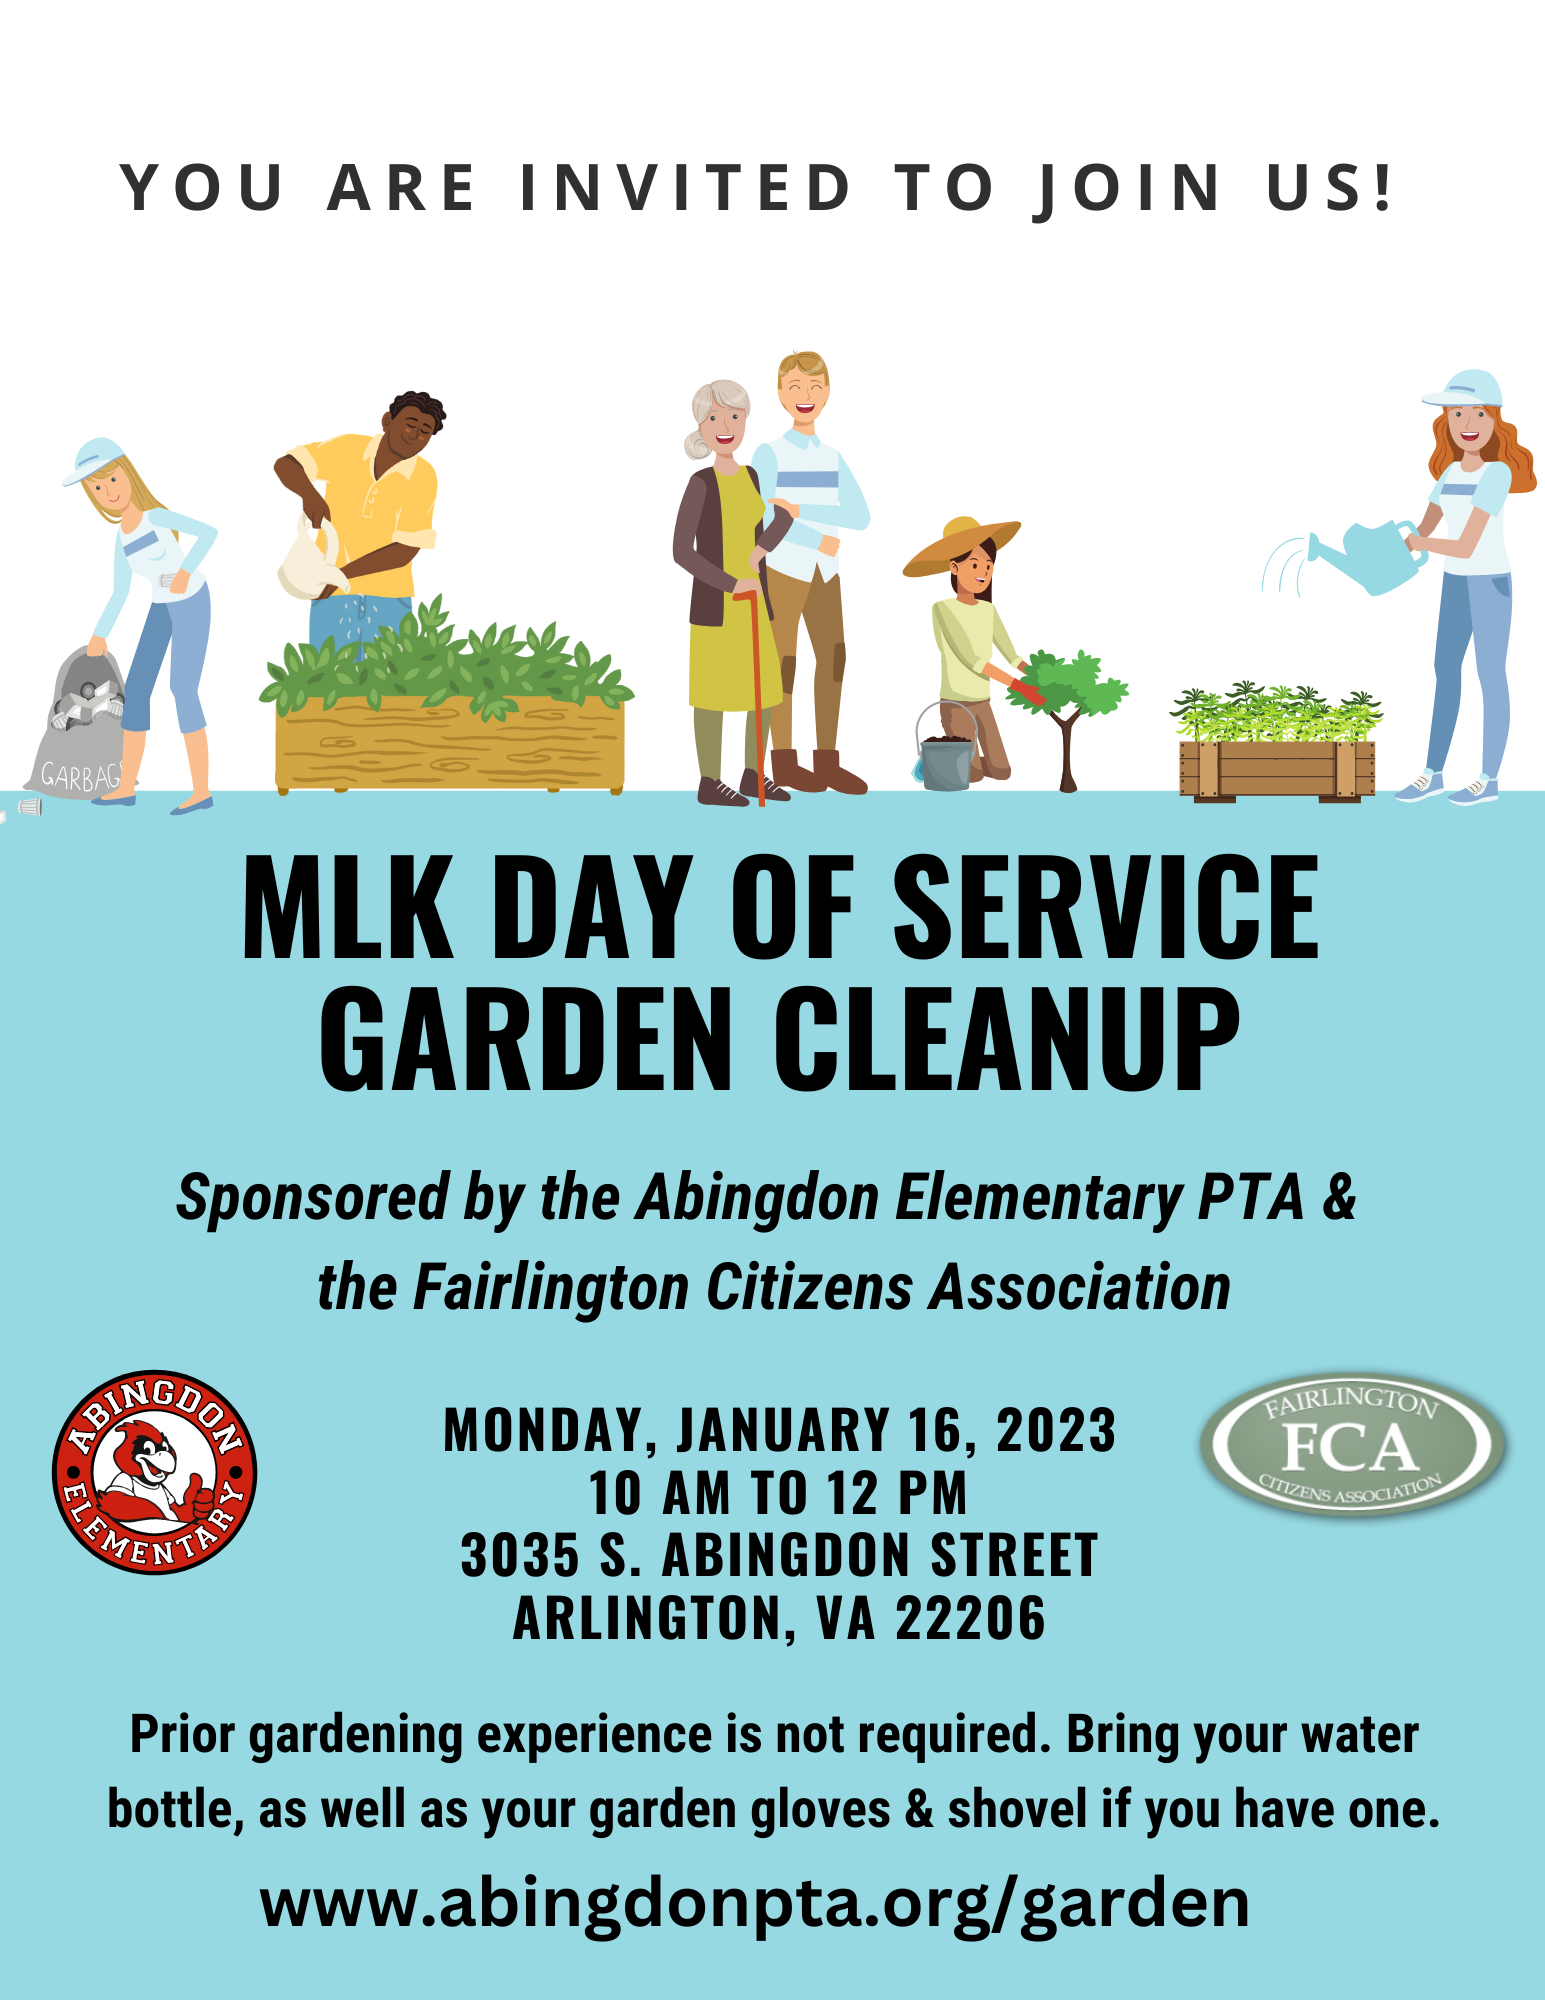 YOU ARE INVITED TO JOIN US!
GARBAG
MLK DAY OF SERVICE
GARDEN CLEANUP
Sponsored by the Abingdon Elementary PTA &
the Fairlington Citizens Association
ABINGDON
ELEMENTARY
MONDAY, JANUARY 16, 2023
10 AM TO 12 PM
3035 S. ABINGDON STREET
ARLINGTON, VA 22206
FAIRLINGTON
FCA
CITIZENS ASSOCIATION
Prior gardening experience is not required. Bring your water
bottle, as well as your garden gloves & shovel if you have one.
www.abingdonpta.org/garden